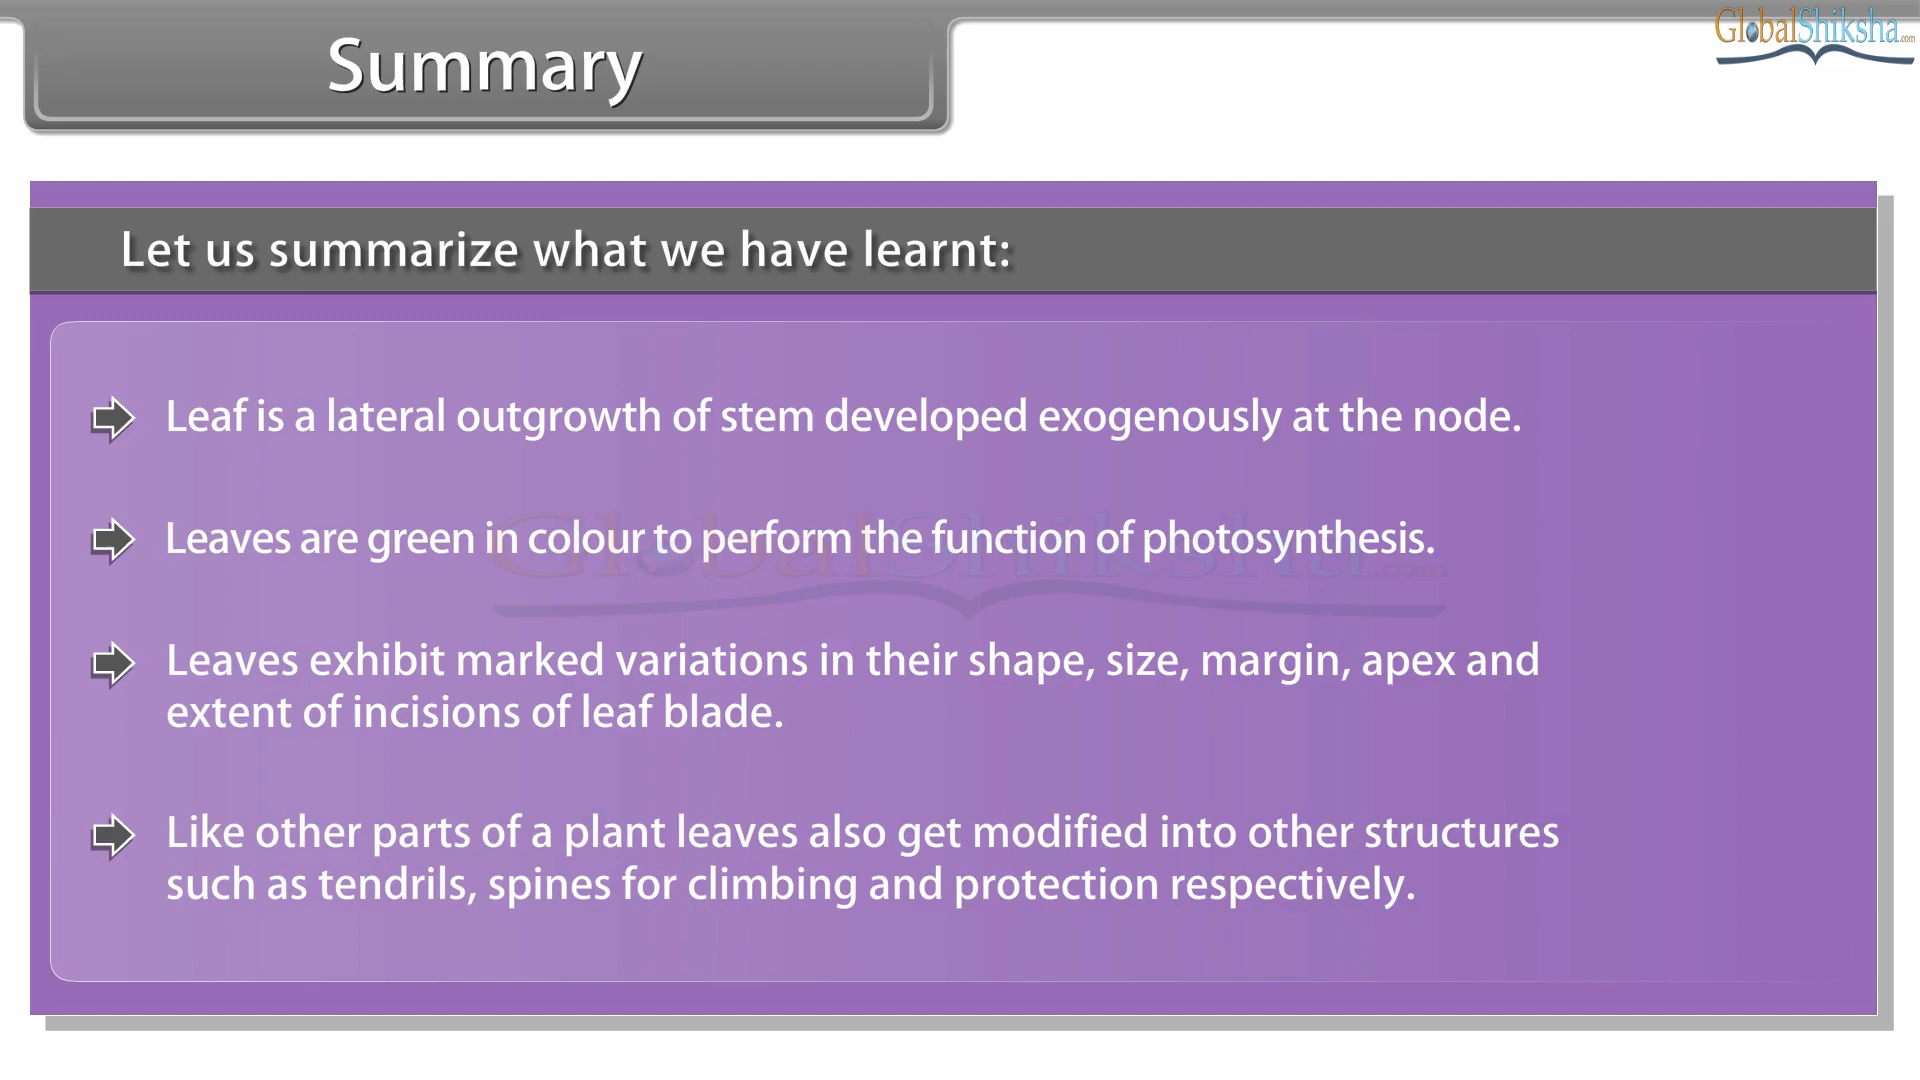 Summary
GlobalShiksha.com
Let us summarize what we have learnt:
Leaf is a lateral outgrowth of stem developed exogenously at the node.
Leaves are green in colour to perform the function of photosynthesis.
GlobalShiksha.com
Leaves exhibit marked variations in their shape, size, margin, apex and
extent of incisions of leaf blade.
Like other parts of a plant leaves also get modified into other structures
such as tendrils, spines for climbing and protection respectively.